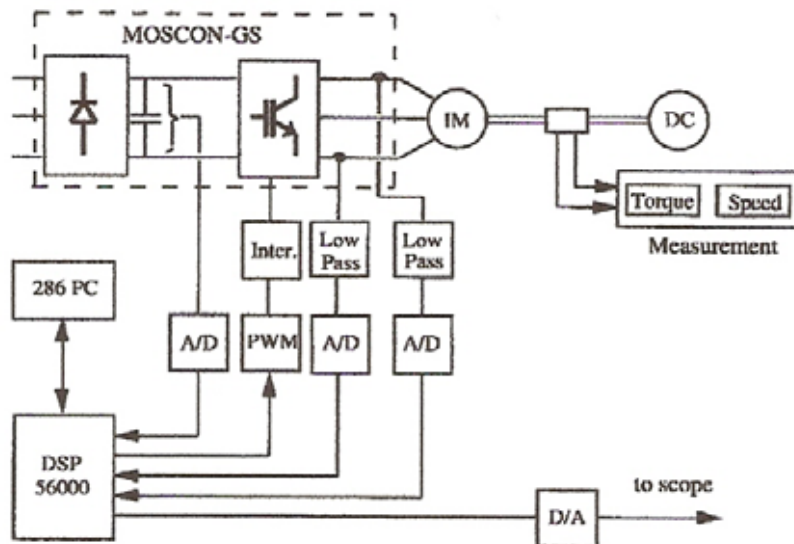 MOSCON-GS
IM
DC
Torque
Speed
Measurement
Inter.
Low
Pass
Low
Pass
286 PC
A/D
PWM
A/D
A/D
DSP
56000
to scope
D/A